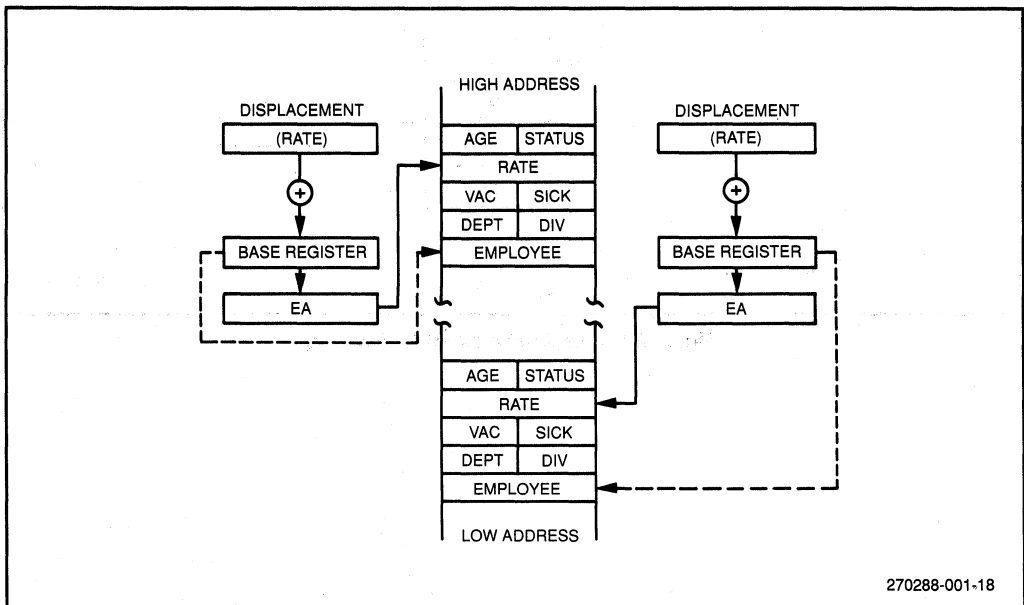 HIGH ADDRESS
DISPLACEMENT
(RATE)
+
BASE REGISTER
EA
AGE STATUS
RATE
VAC SICK
DEPT DIV
EMPLOYEE
DISPLACEMENT
(RATE)
+
BASE REGISTER
EA
AGE STATUS
RATE
VAC SICK
DEPT DIV
EMPLOYEE
LOW ADDRESS
270288-001-18